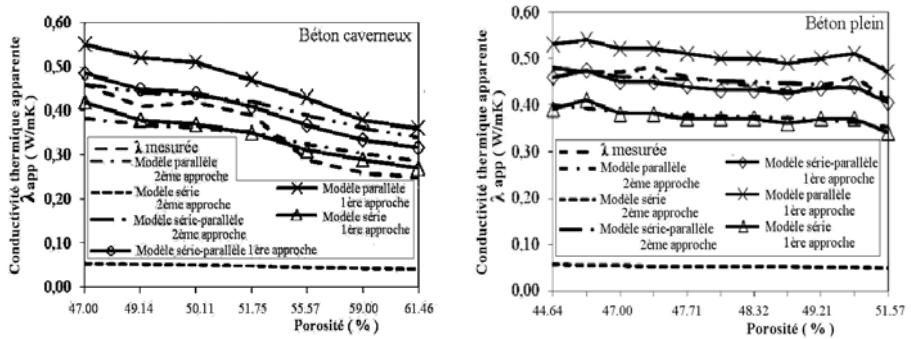 Béton caverneux
Conductivité thermique apparente
λ app ( W/mK )
0,60
0,50
0,40
0,30
0,20
0,10
0,00
λ mesurée
Modèle parallèle
2ème approche
Modèle série
2ème approche
Modèle série-parallèle
2ème approche
Modèle série-parallèle 1ère approche
Modèle parallèle
1ère approche
Modèle série
1ère approche
47.00 49.14 50.11 51.75 55.57 59.00 61.46
Porosité ( % )
Béton plein
Conductivité thermique apparente
λ app ( W/mK )
0,60
0,50
0,40
0,30
0,20
0,10
0,00
λ mesurée
Modèle parallèle
2ème approche
Modèle série
2ème approche
Modèle série-parallèle
2ème approche
Modèle série-parallèle
1ère approche
Modèle parallèle
1ère approche
Modèle série
1ère approche
44.64 47.00 47.71 48.32 49.21 51.57
Porosité ( % )